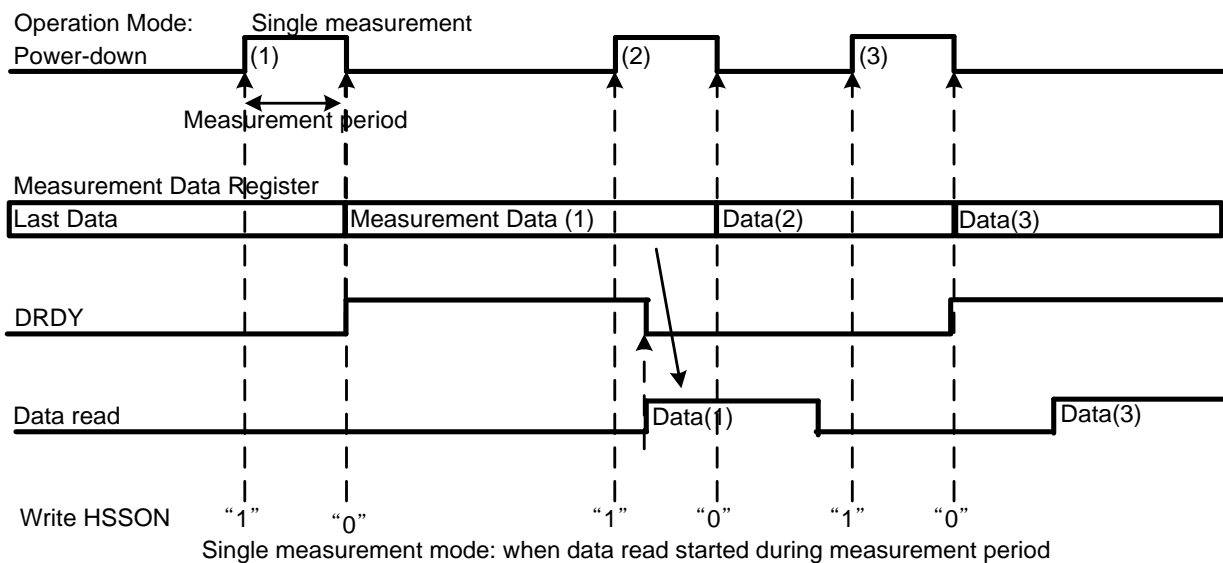 Operation Mode: Single measurement
Power-down
(1) (2) (3)
Measurement period
Measurement Data Register
Last Data Measurement Data (1) Data(2) Data(3)
DRDY
Data read Data(1) Data(3)
Write HSSON “1” “0” “1” “0” “1” “0”
Single measurement mode: when data read started during measurement period